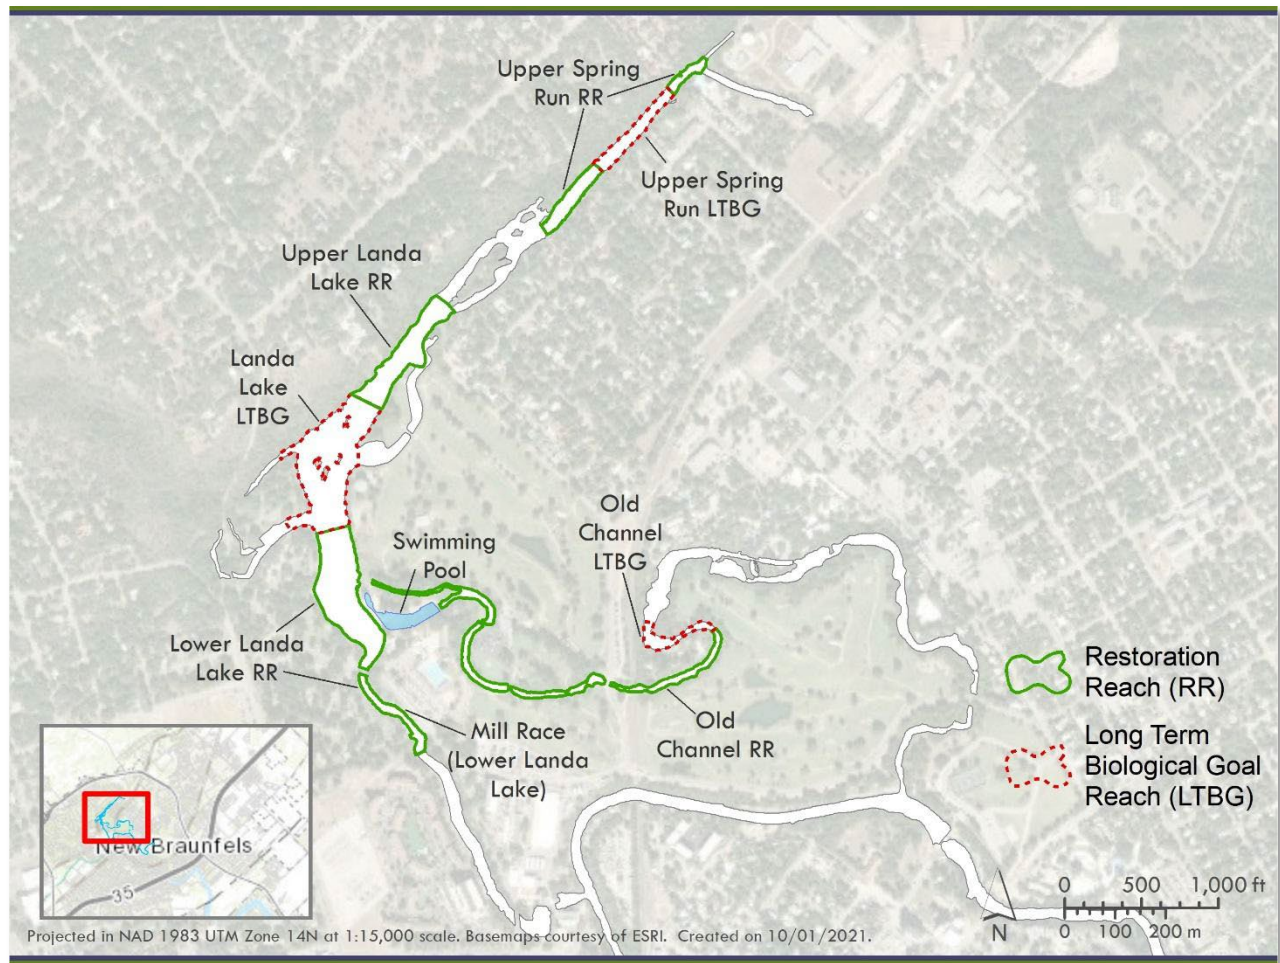 Upper Spring
Run RR
Upper Spring
Run LTBG
Upper Landa
Lake RR
Landa
Lake
LTBG
Old
Channel
LTBG
Swimming
Pool
Lower Landa
Lake RR
Mill Race
(Lower Landa
Lake)
Old
Channel RR
Restoration
Reach (RR)
Long Term
Biological Goal
Reach (LTBG)
New Braunfels
35
0 500 1,000 ft
0 100 200 m
N
Projected in NAD 1983 UTM Zone 14N at 1:15,000 scale. Basemaps courtesy of ESRI. Created on 10/01/2021.